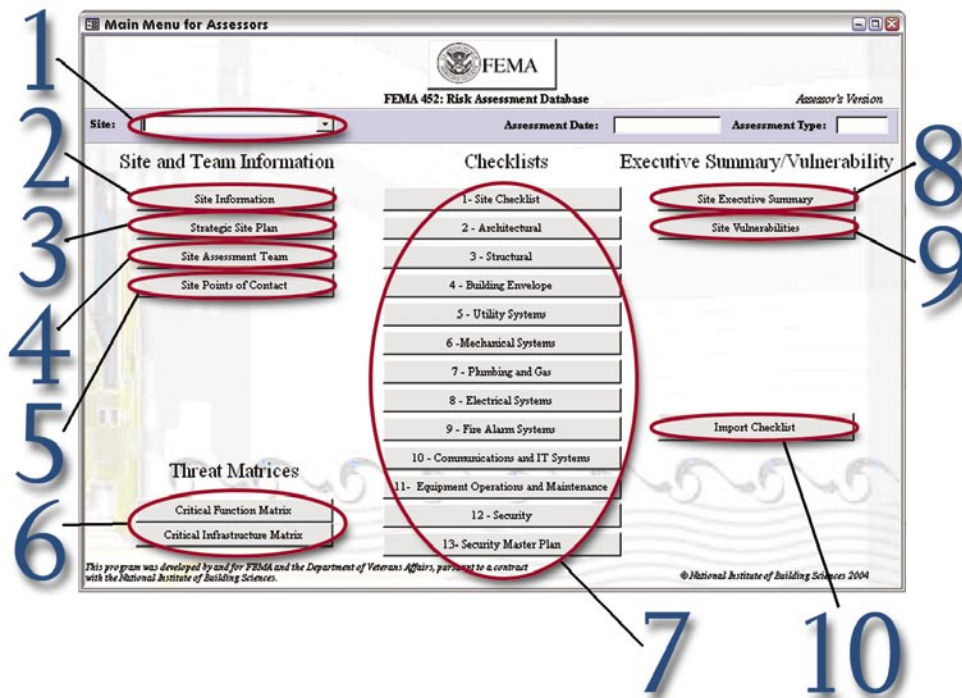 Main Menu for Assessors
FEMA
FEMA 452: Risk Assessment Database
Assessor's Version
Site:
Assessment Date:
Assessment Type:
Site and Team Information
Site Information
Strategic Site Plan
Site Assessment Team
Site Points of Contact
Threat Matrices
Critical Function Matrix
Critical Infrastructure Matrix
Checklists
1- Site Checklist
2 - Architectural
3 - Structural
4 - Building Envelope
5 - Utility Systems
6 -Mechanical Systems
7 - Plumbing and Gas
8 - Electrical Systems
9 - Fire Alarm Systems
10 - Communications and IT Systems
11- Equipment Operations and Maintenance
12 - Security
13- Security Master Plan
Executive Summary/Vulnerability
Site Executive Summary
Site Vulnerabilities
Import Checklist
This program was developed by and for FEMA and the Department of Veterans Affairs, pursuant to a contract
with the National Institute of Building Sciences.
© National Institute of Building Sciences 2004
1
2
3
4
5
6
7
8
9
10